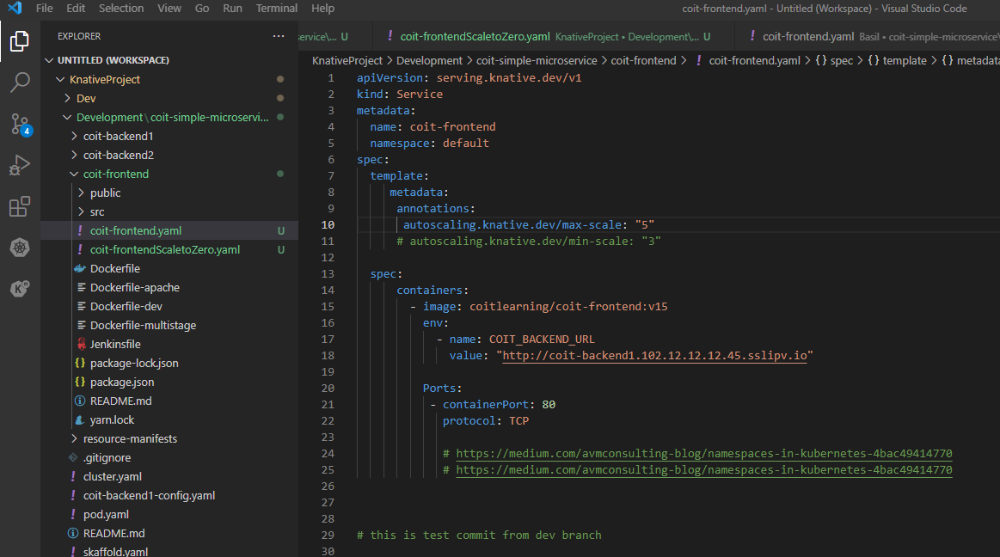 File Edit Selection View Go Run Terminal Help coit-frontend.yaml - Untitled (Workspace) - Visual Studio Code
EXPLORER ...
UNTITLED (WORKSPACE)
KnativeProject
Dev
Development\coit-simple-microservi...
coit-backend1
coit-backend2
coit-frontend
public
src
! coit-frontend.yaml U
! coit-frontendScaletoZero.yaml U
Dockerfile
Dockerfile-apache
Dockerfile-dev
Dockerfile-multistage
Jenkinsfile
{} package-lock.json
{} package.json
README.md
yarn.lock
resource-manifests
.gitignore
! cluster.yaml
! coit-backend1-config.yaml
! pod.yaml
README.md
! skaffold.yaml
4
service\... U ! coit-frontendScaletoZero.yaml KnativeProject • Development\... U ! coit-frontend.yaml Basil • coit-simple-microservice\
KnativeProject > Development > coit-simple-microservice > coit-frontend > ! coit-frontend.yaml > {} spec > {} template > {} metadata
1 apiVersion: serving.knative.dev/v1
2 kind: Service
3 metadata:
4 name: coit-frontend
5 namespace: default
6 spec:
7 template:
8 metadata:
9 annotations:
10 autoscaling.knative.dev/max-scale: "5"
11 # autoscaling.knative.dev/min-scale: "3"
12
13 spec:
14 containers:
15 - image: coitlearning/coit-frontend:v15
16 env:
17 - name: COIT_BACKEND_URL
18 value: "http://coit-backend1.102.12.12.12.45.sslipv.io"
19
20 Ports:
21 - containerPort: 80
22 protocol: TCP
23
24 # https://medium.com/avmconsulting-blog/namespaces-in-kubernetes-4bac49414770
25 # https://medium.com/avmconsulting-blog/namespaces-in-kubernetes-4bac49414770
26
27
28
29 # this is test commit from dev branch
30